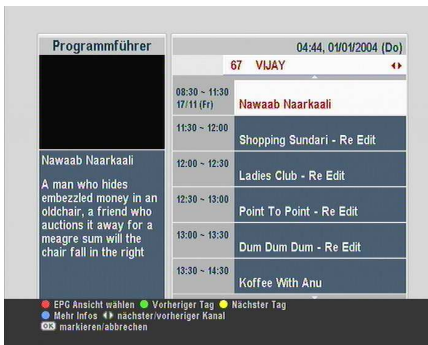 Programmführer
04:44, 01/01/2004 (Do)
67 VIJAY
08:30 ~ 11:30
17/11 (Fr)
Nawaab Naarkaali
11:30 ~ 12:00
Shopping Sundari - Re Edit
12:00 ~ 12:30
Ladies Club - Re Edit
12:30 ~ 13:00
Point To Point - Re Edit
13:00 ~ 13:30
Dum Dum Dum - Re Edit
13:30 ~ 14:30
Koffee With Anu
Nawaab Naarkaali
A man who hides
embezzled money in an
oldchair, a friend who
auctions it away for a
meagre sum will the
chair fall in the right
EPG Ansicht wählen Vorheriger Tag Nächster Tag
Mehr Infos nächster/vorheriger Kanal
OK markieren/abbrechen